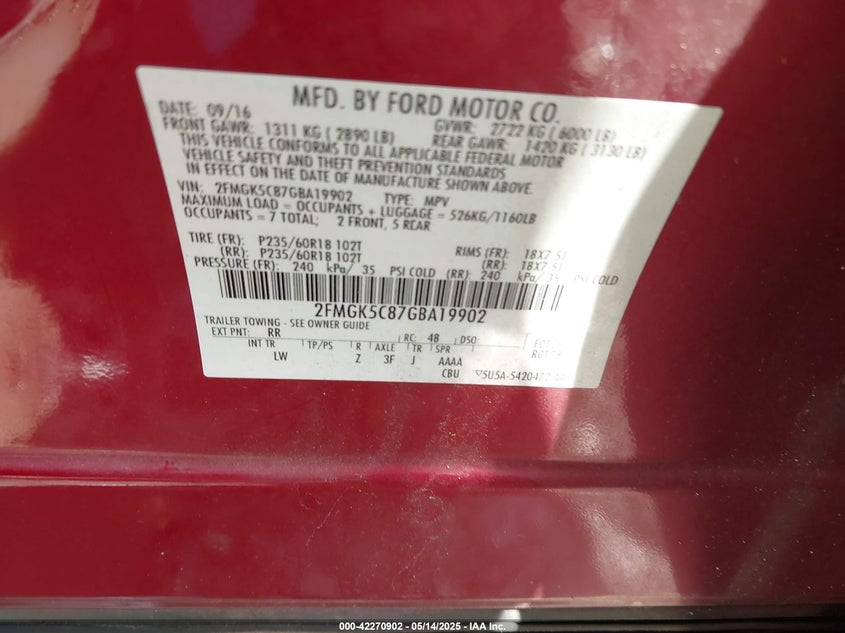 MFD. BY FORD MOTOR CO.
DATE: 09/16 GVWR: 2722 KG ( 6000 LB)
FRONT GAWR: 1311 KG ( 2890 LB) REAR GAWR: 1420 KG ( 3130 LB)
THIS VEHICLE CONFORMS TO ALL APPLICABLE FEDERAL MOTOR
VEHICLE SAFETY AND THEFT PREVENTION STANDARDS
IN EFFECT ON THE DATE OF MANUFACTURE SHOWN ABOVE.
VIN: 2FMGK5C87GBA19902 TYPE: MPV
MAXIMUM LOAD = OCCUPANTS + LUGGAGE = 526KG/1160LB
OCCUPANTS = 7 TOTAL; 2 FRONT, 5 REAR
TIRE (FR): P235/60R18 102T RIMS (FR): 18X7.5J
(RR): P235/60R18 102T (RR): 18X7.5J
PRESSURE (FR): 240 kPa/ 35 PSI COLD (RR): 240 kPa/ 35 PSI COLD
2FMGK5C87GBA19902
TRAILER TOWING - SEE OWNER GUIDE
EXT PNT: RR RC: 48 DSO:
INT TR TP/PS R AXLE TR SPR
LW Z 3F J AAAA
CBU
000-42270902 - 05/14/2025 - IAA Inc.